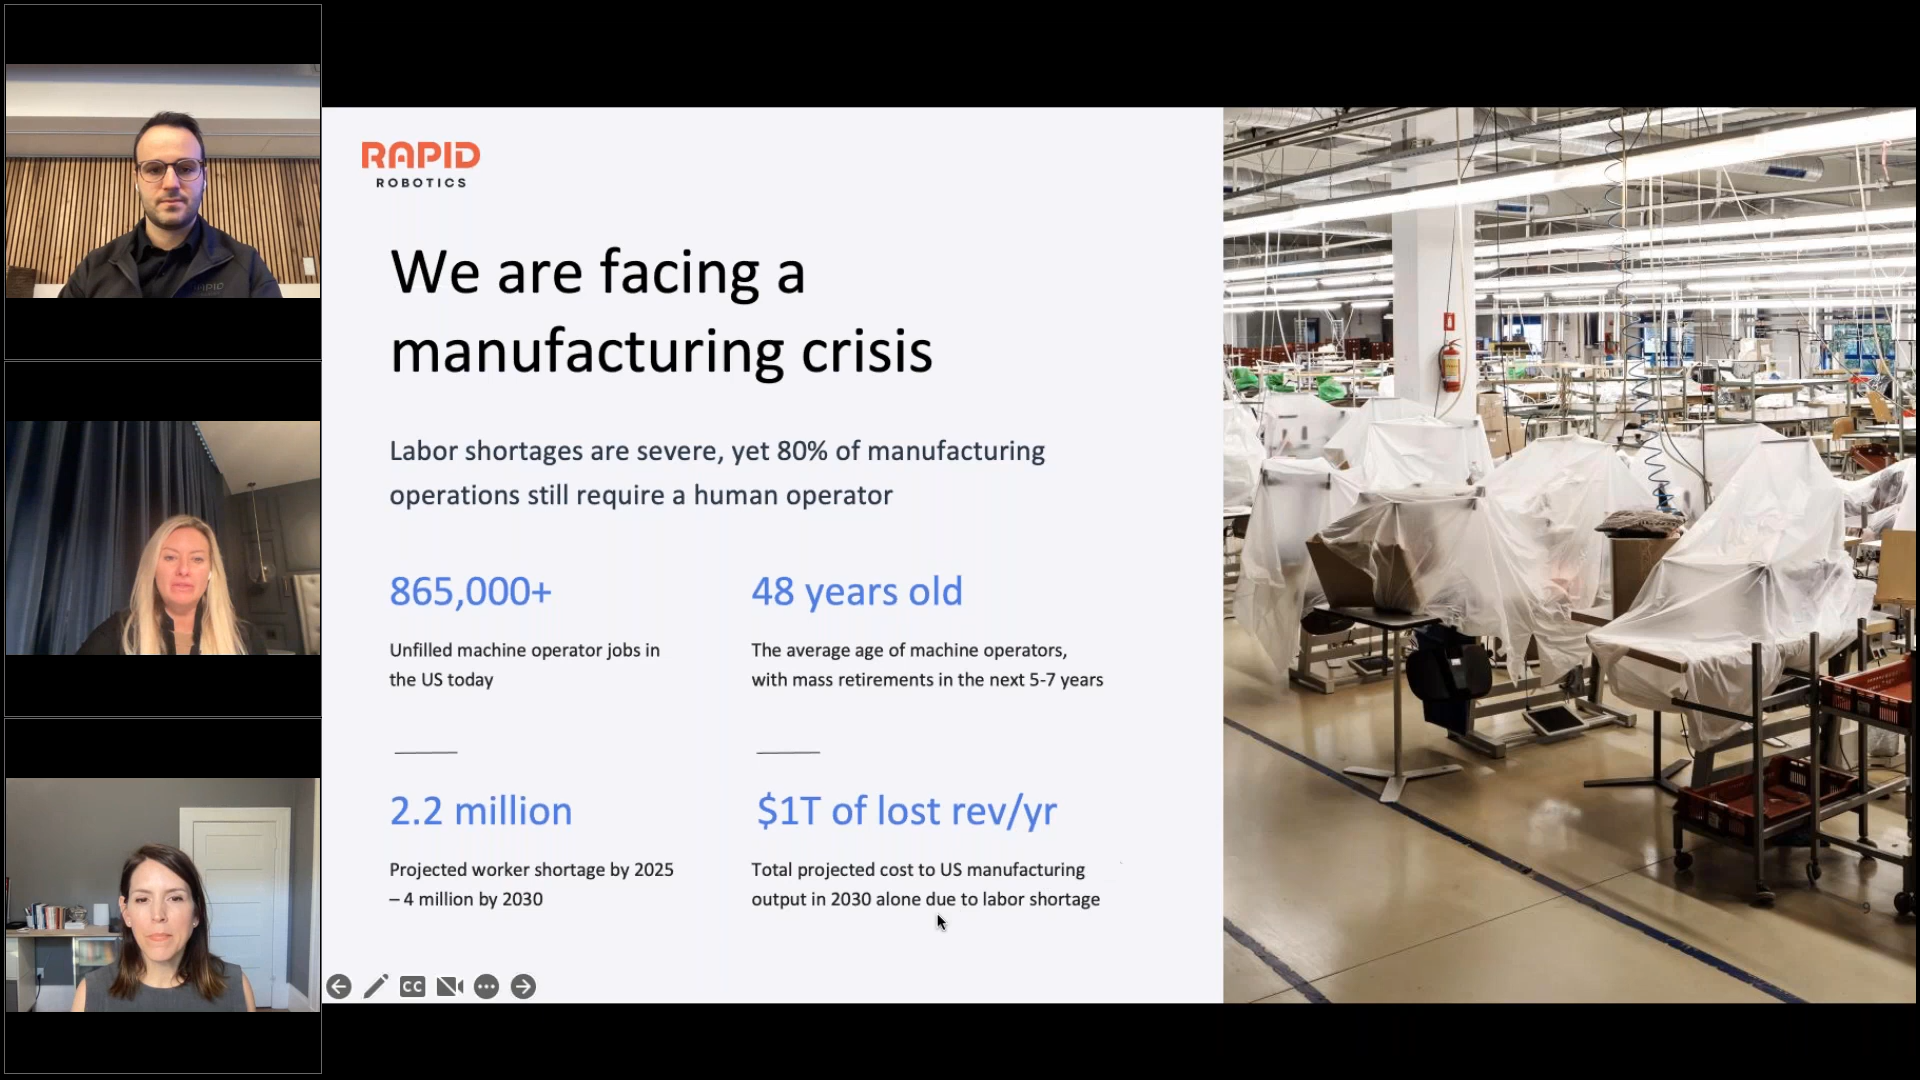 RAPID
ROBOTICS
We are facing a
manufacturing crisis
Labor shortages are severe, yet 80% of manufacturing
operations still require a human operator
865,000+
Unfilled machine operator jobs in
the US today
48 years old
The average age of machine operators,
with mass retirements in the next 5-7 years
2.2 million
Projected worker shortage by 2025
– 4 million by 2030
$1T of lost rev/yr
Total projected cost to US manufacturing
output in 2030 alone due to labor shortage
9
CC
RAPID